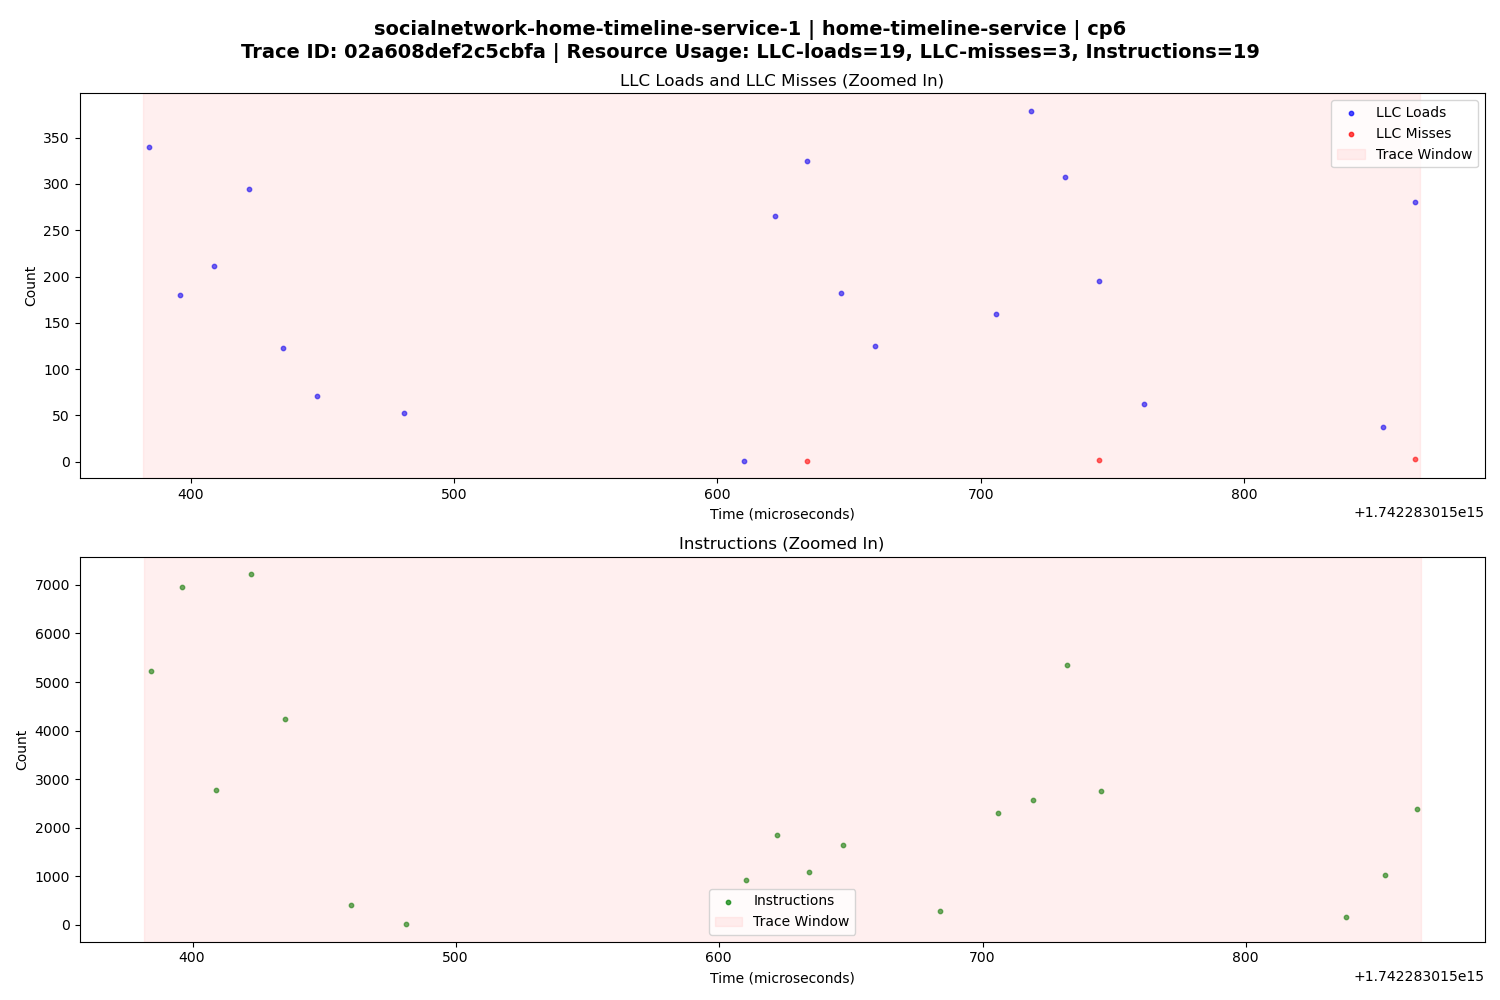 socialnetwork-home-timeline-service-1 | home-timeline-service | cp6
Trace ID: 02a608def2c5cbfa | Resource Usage: LLC-loads=19, LLC-misses=3, Instructions=19
LLC Loads and LLC Misses (Zoomed In)
LLC Loads
LLC Misses
Trace Window
350
300
250
200
150
100
50
0
Count
400
500
600
700
800
Time (microseconds)
+1.742283015e15
Instructions (Zoomed In)
7000
6000
5000
4000
3000
2000
1000
0
Count
Instructions
Trace Window
400
500
600
700
800
Time (microseconds)
+1.742283015e15